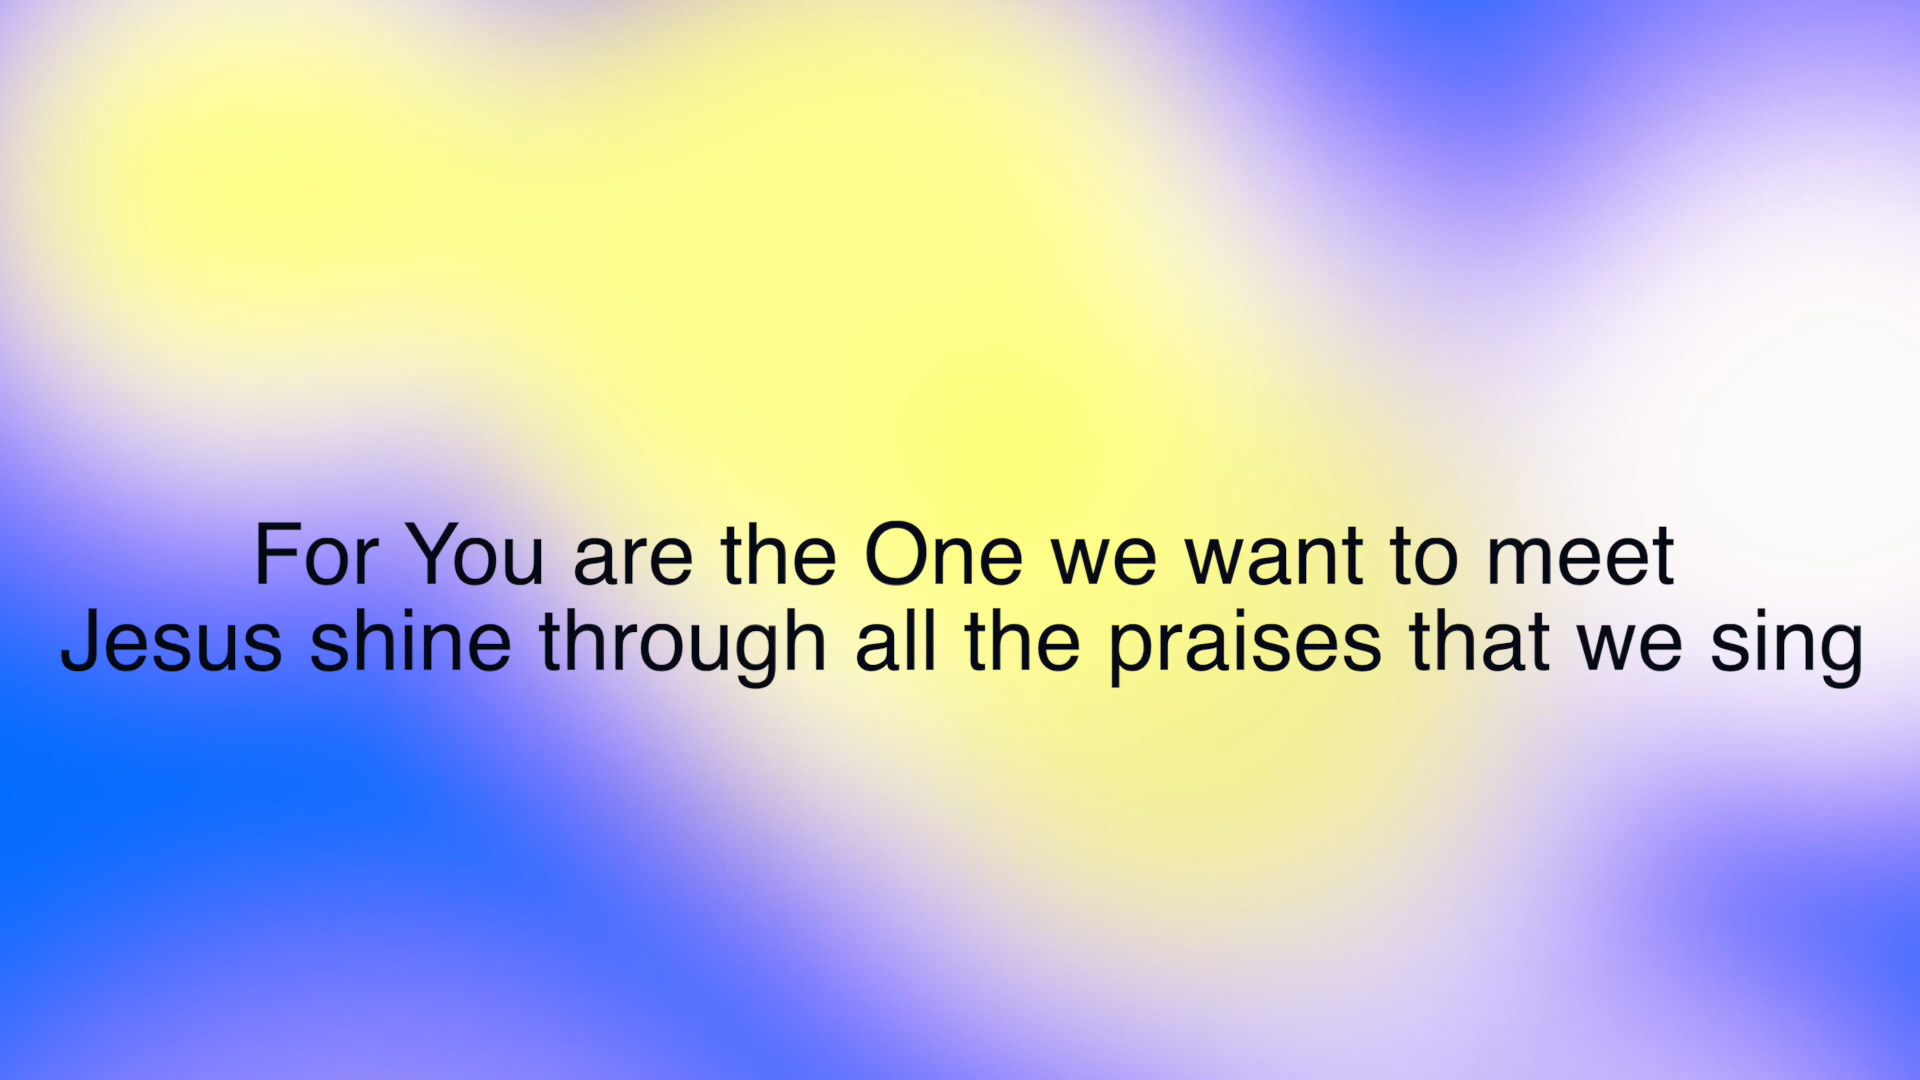 For You are the One we want to meet
Jesus shine through all the praises that we sing